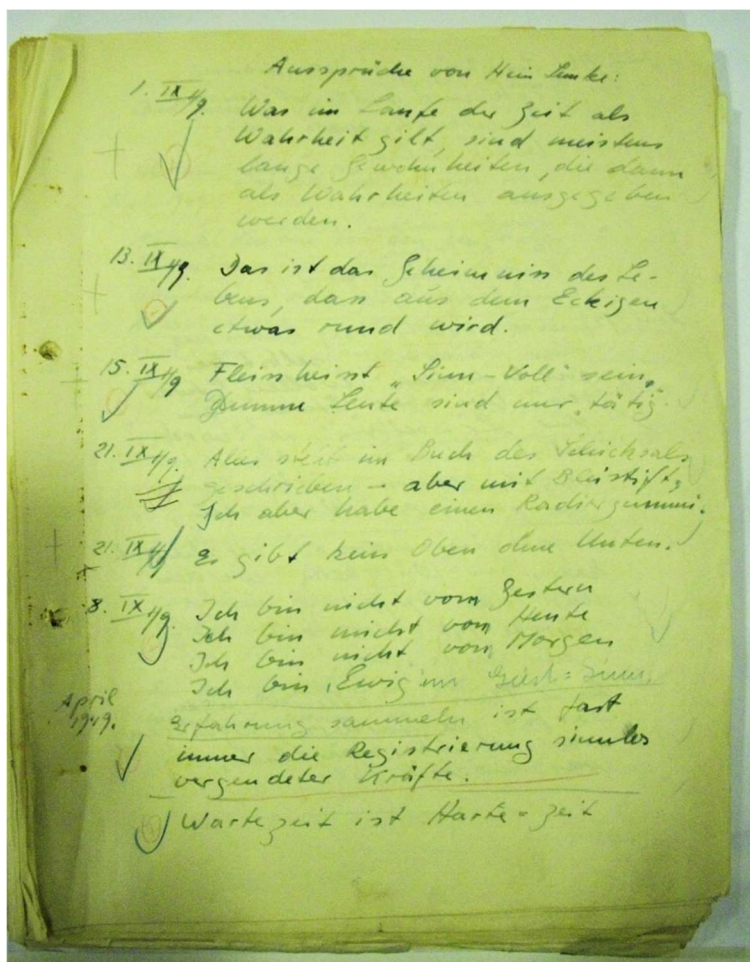 Aussprüche von Hein Semke:
1. IX 49. Was im Laufe der Zeit als
Wahrheit gilt, sind meistens
lange Gewohnheiten, die dann
als Wahrheiten ausgegeben
werden.
13. IX 49. Das ist das Geheimniss des Le-
bens, dass aus dem Eckigen
etwas rund wird.
15. IX 49 Fleiss heisst „Sinn-Voll" sein,
Dumme Leute sind nur „tätig".
21. IX 49. Alles steht im Buch des Schicksals
geschrieben – aber mit Bleistift,
Ich aber habe einen Radiergummi.
21. IX 49 Es gibt kein Oben ohne Unten.
8. IX 49. Ich bin nicht vom Gestern
Ich bin nicht vom Heute
Ich bin nicht vom Morgen
Ich bin „Ewig" im
April
1949.
Erfahrung sammeln ist fast
immer die Registrierung sinnlos
vergendeter Kräfte.
Wartezeit ist Harte=zeit